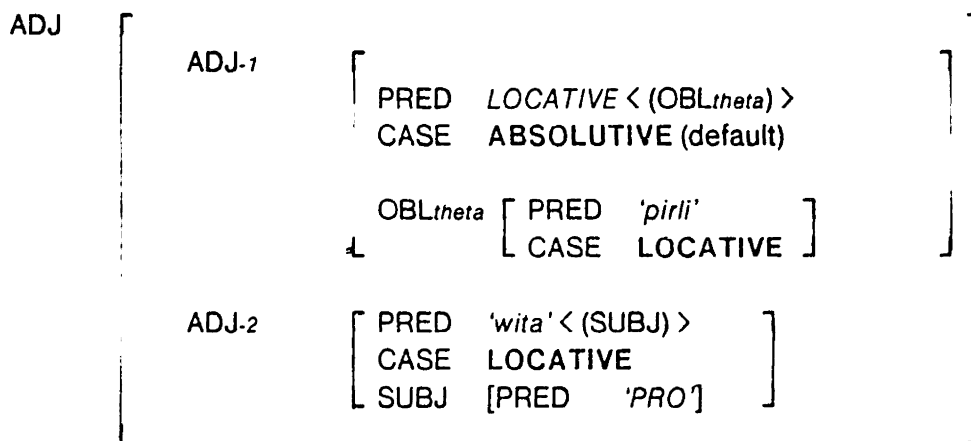 ADJ
ADJ-1
PRED LOCATIVE < (OBLtheta) >
CASE ABSOLUTIVE (default)
OBLtheta [ PRED 'pirli' ]
CASE LOCATIVE
ADJ-2 [ PRED 'wita' < (SUBJ) > ]
CASE LOCATIVE
SUBJ [PRED 'PRO']